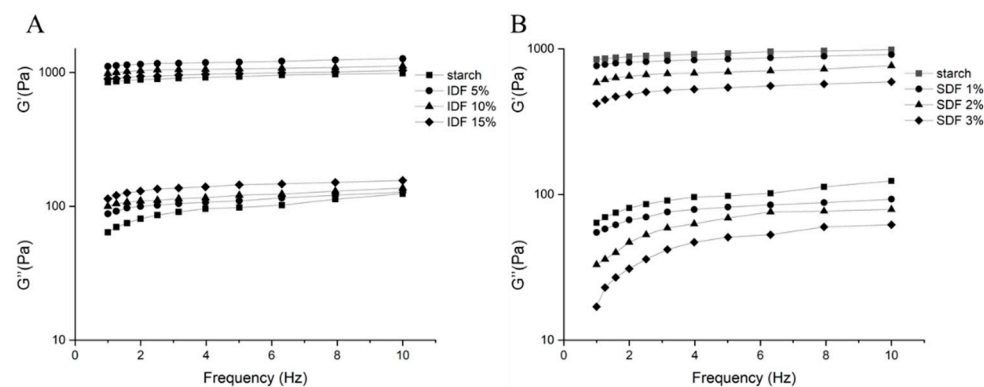 A
G'(Pa)
1000
starch
IDF 5%
IDF 10%
IDF 15%
G''(Pa)
100
10
0 2 4 6 8 10
Frequency (Hz)
B
G'(Pa)
1000
starch
SDF 1%
SDF 2%
SDF 3%
G''(Pa)
100
10
0 2 4 6 8 10
Frequency (Hz)